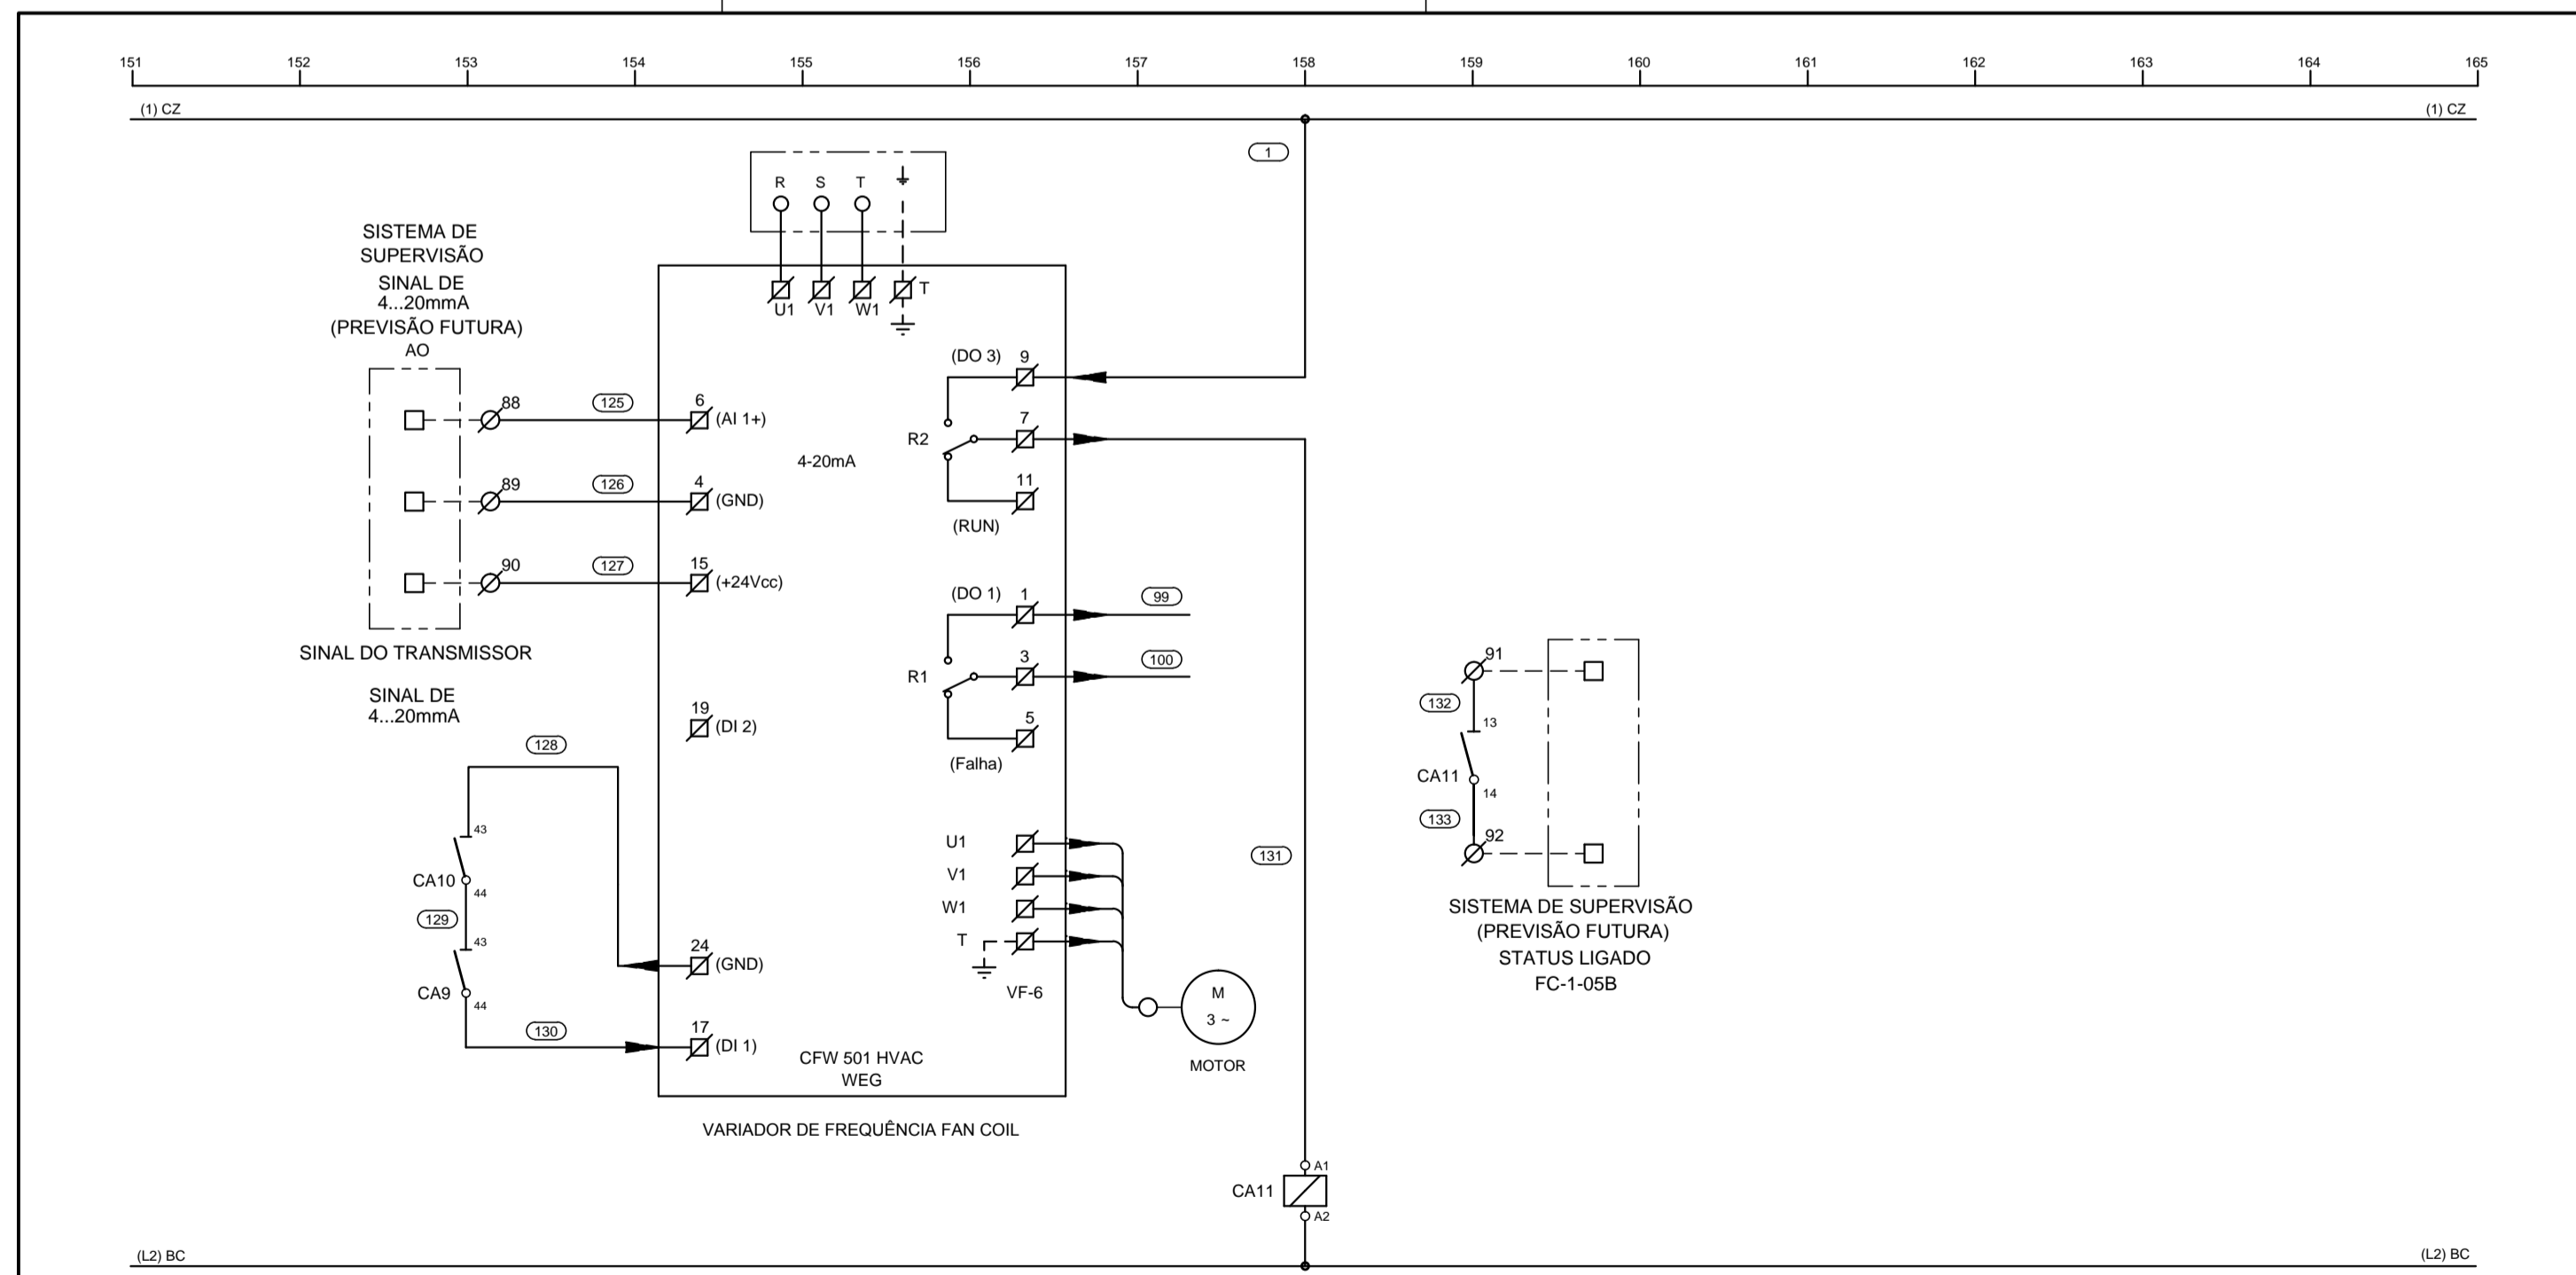 151 152 153 154 155 156 157 158 159 160 161 162 163 164 165
(1) CZ (1) CZ
1
R S T
SISTEMA DE
SUPERVISÃO
SINAL DE
4...20mmA
(PREVISÃO FUTURA)
AO
T
U1 V1 W1
88 125 6 (AI 1+)
89 126 4 (GND)
90 127 15 (+24Vcc)
SINAL DO TRANSMISSOR
SINAL DE
4...20mmA
4-20mA
(DO 3) 9
R2 7
11
(RUN)
(DO 1) 1 99
R1 3 100
5
(Falha)
19
(DI 2)
128
43
CA10
44
129
43
CA9
44
130
24
(GND)
17
(DI 1)
U1
V1
W1
T
VF-6
CFW 501 HVAC
WEG
VARIADOR DE FREQUÊNCIA FAN COIL
M
3 ~
MOTOR
131
A1
CA11
A2
91
132
13
CA11
14
133
92
SISTEMA DE SUPERVISÃO
(PREVISÃO FUTURA)
STATUS LIGADO
FC-1-05B
(L2) BC (L2) BC